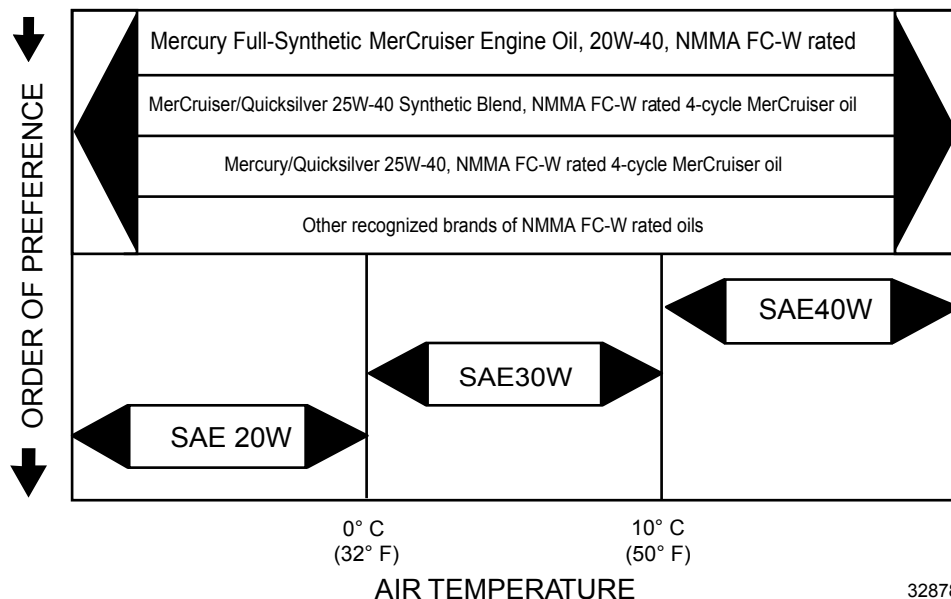 ORDER OF PREFERENCE
Mercury Full-Synthetic MerCruiser Engine Oil, 20W-40, NMMA FC-W rated
MerCruiser/Quicksilver 25W-40 Synthetic Blend, NMMA FC-W rated 4-cycle MerCruiser oil
Mercury/Quicksilver 25W-40, NMMA FC-W rated 4-cycle MerCruiser oil
Other recognized brands of NMMA FC-W rated oils
SAE40W
SAE30W
SAE 20W
0° C
(32° F)
10° C
(50° F)
AIR TEMPERATURE